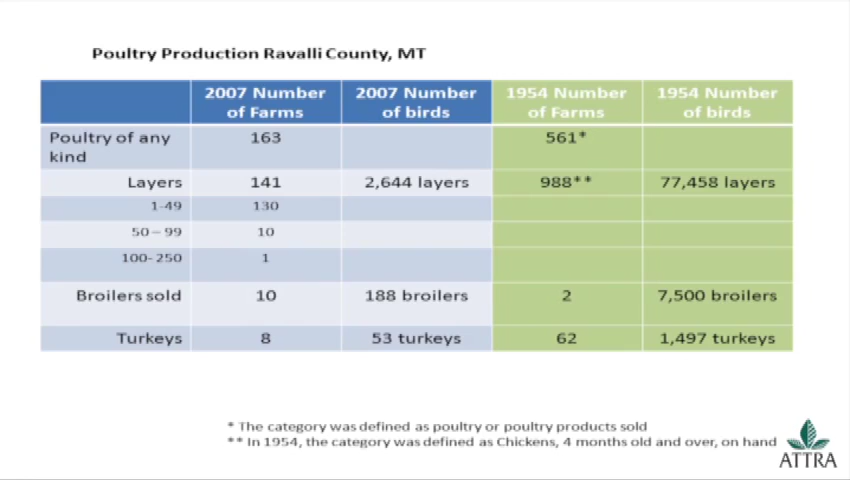 Poultry Production Ravalli County, MT
2007 Number of Farms 2007 Number of birds 1954 Number of Farms 1954 Number of birds
Poultry of any kind 163 561*
Layers 141 2,644 layers 988** 77,458 layers
1-49 130
50 – 99 10
100- 250 1
Broilers sold 10 188 broilers 2 7,500 broilers
Turkeys 8 53 turkeys 62 1,497 turkeys
* The category was defined as poultry or poultry products sold
** In 1954, the category was defined as Chickens, 4 months old and over, on hand
ATTRA